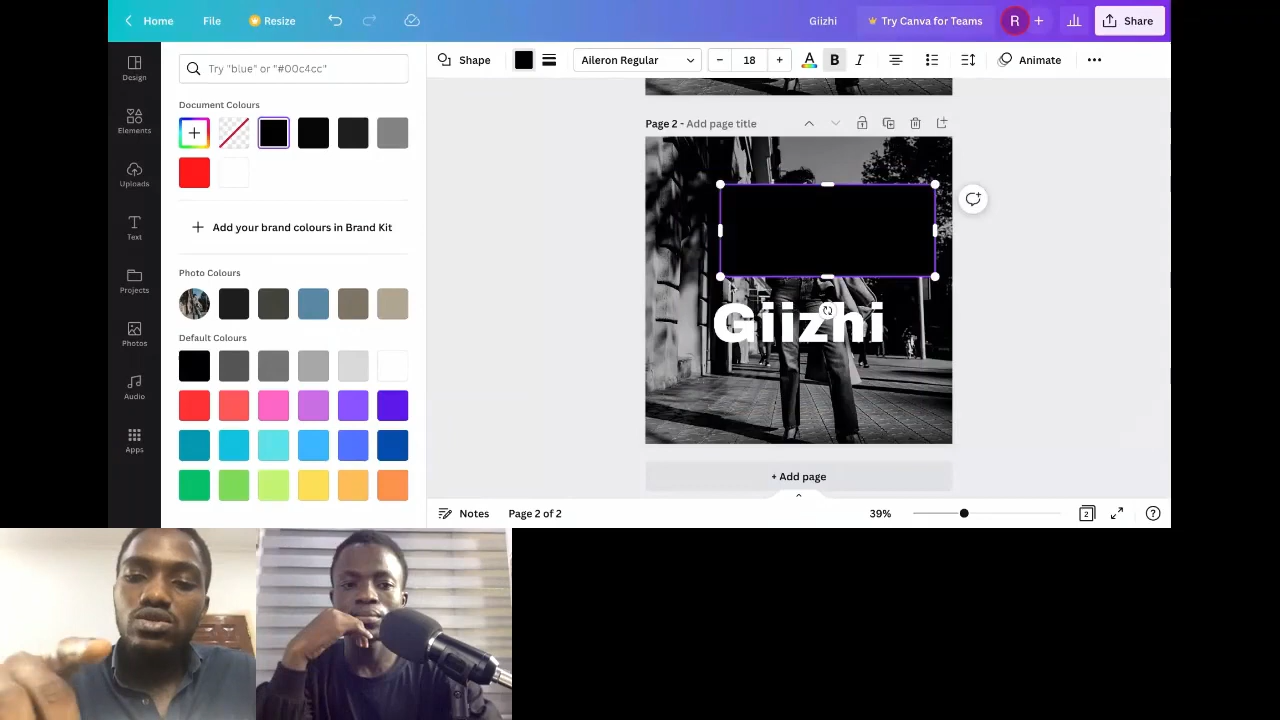 Home File Resize Giizhi Try Canva for Teams R + Share
Design
Elements
Uploads
Text
Projects
Photos
Audio
Apps
Try "blue" or "#00c4cc"
Document Colours
+ Add your brand colours in Brand Kit
Photo Colours
Default Colours
Shape Aileron Regular – 18 + A B I Animate •••
Page 2 - Add page title
Giizhi
+ Add page
Notes Page 2 of 2 39% 2 ?